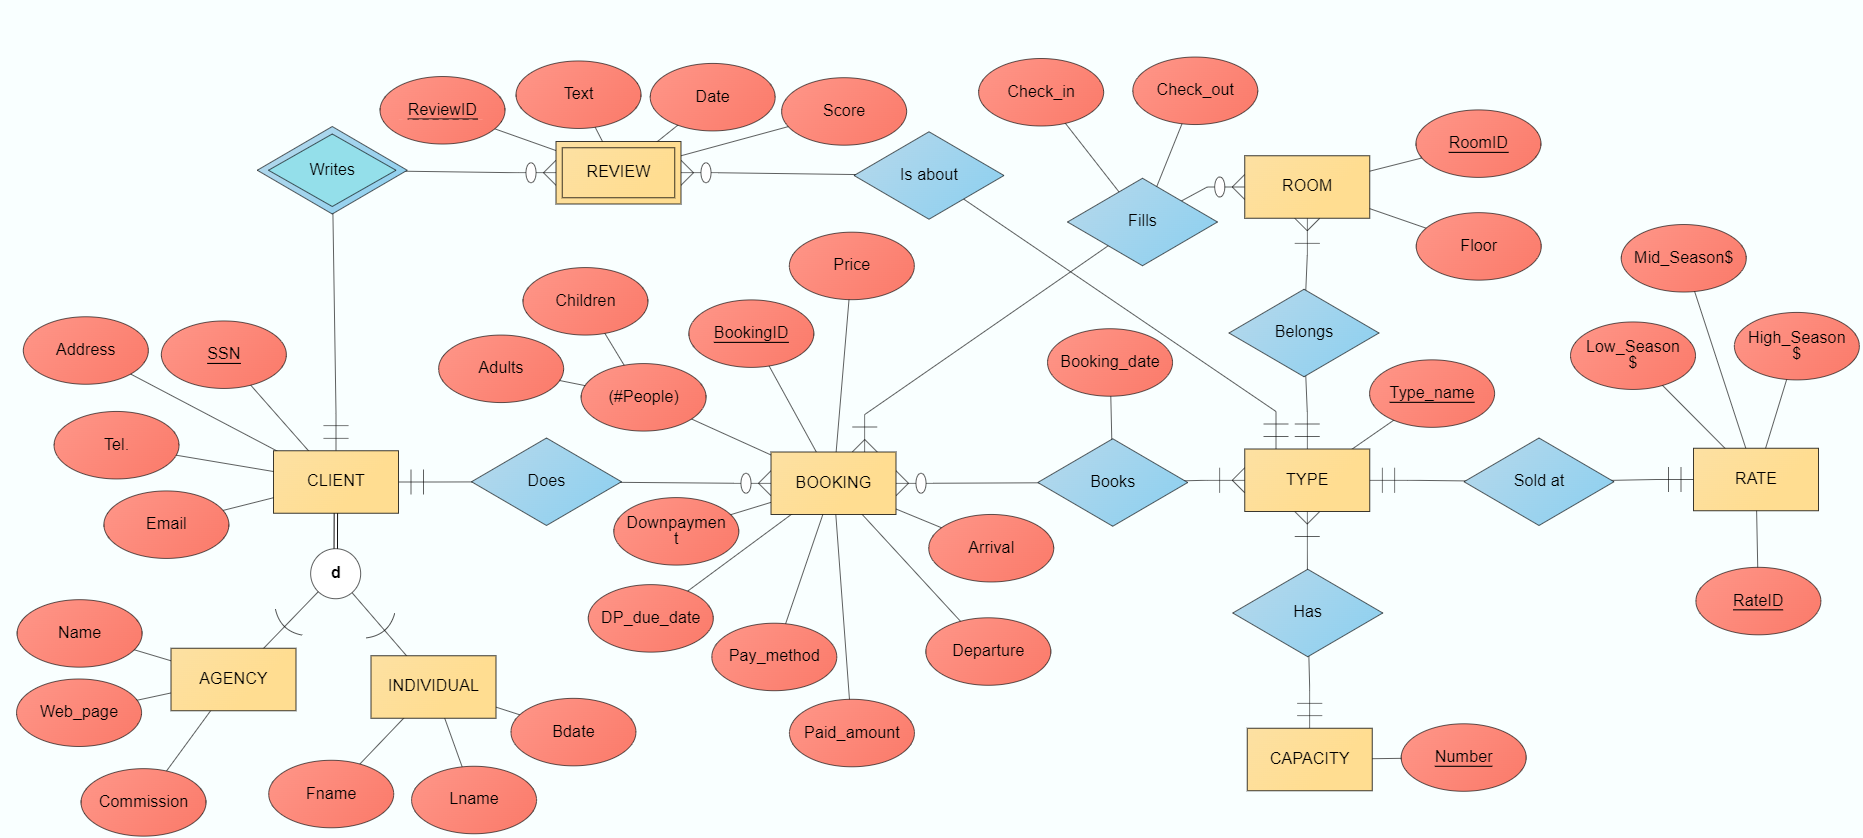 ReviewID
Text
Date
Score
Check_in
Check_out
RoomID
Writes
REVIEW
Is about
ROOM
Fills
Floor
Price
Mid_Season$
Children
BookingID
Belongs
Low_Season
$
High_Season
$
Address
SSN
Adults
(#People)
Booking_date
Type_name
Tel.
CLIENT
Does
BOOKING
Books
TYPE
Sold at
RATE
Email
Downpaymen
t
Arrival
d
DP_due_date
Has
RateID
Name
Pay_method
Departure
AGENCY
INDIVIDUAL
Web_page
Bdate
Paid_amount
CAPACITY
Number
Commission
Fname
Lname